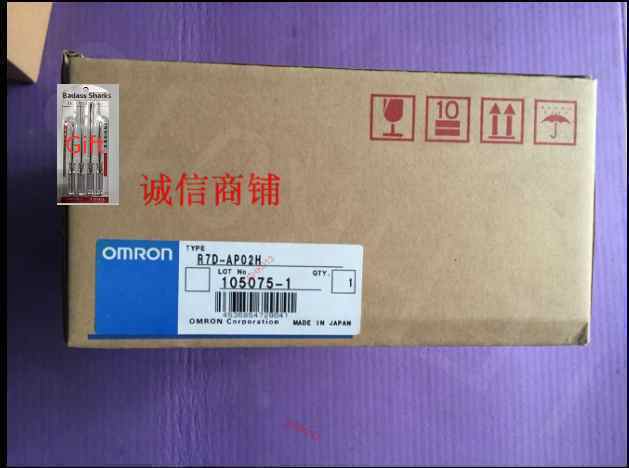 Badass Sharks
Gift
10
诚信商铺
OMRON
TYPE
R7D-AP02H
LOT No.
QTY.
105075-1
1
OMRON Corporation
MADE IN JAPAN